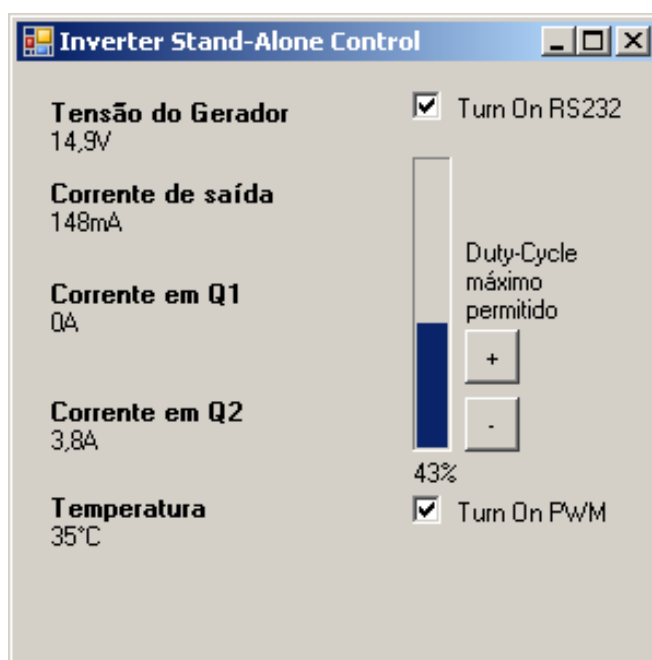 Inverter Stand-Alone Control
Tensão do Gerador
14,9V
Corrente de saída
148mA
Corrente em Q1
0A
Corrente em Q2
3,8A
Temperatura
35°C
Turn On RS232
Duty-Cycle
máximo
permitido
+
-
43%
Turn On PWM